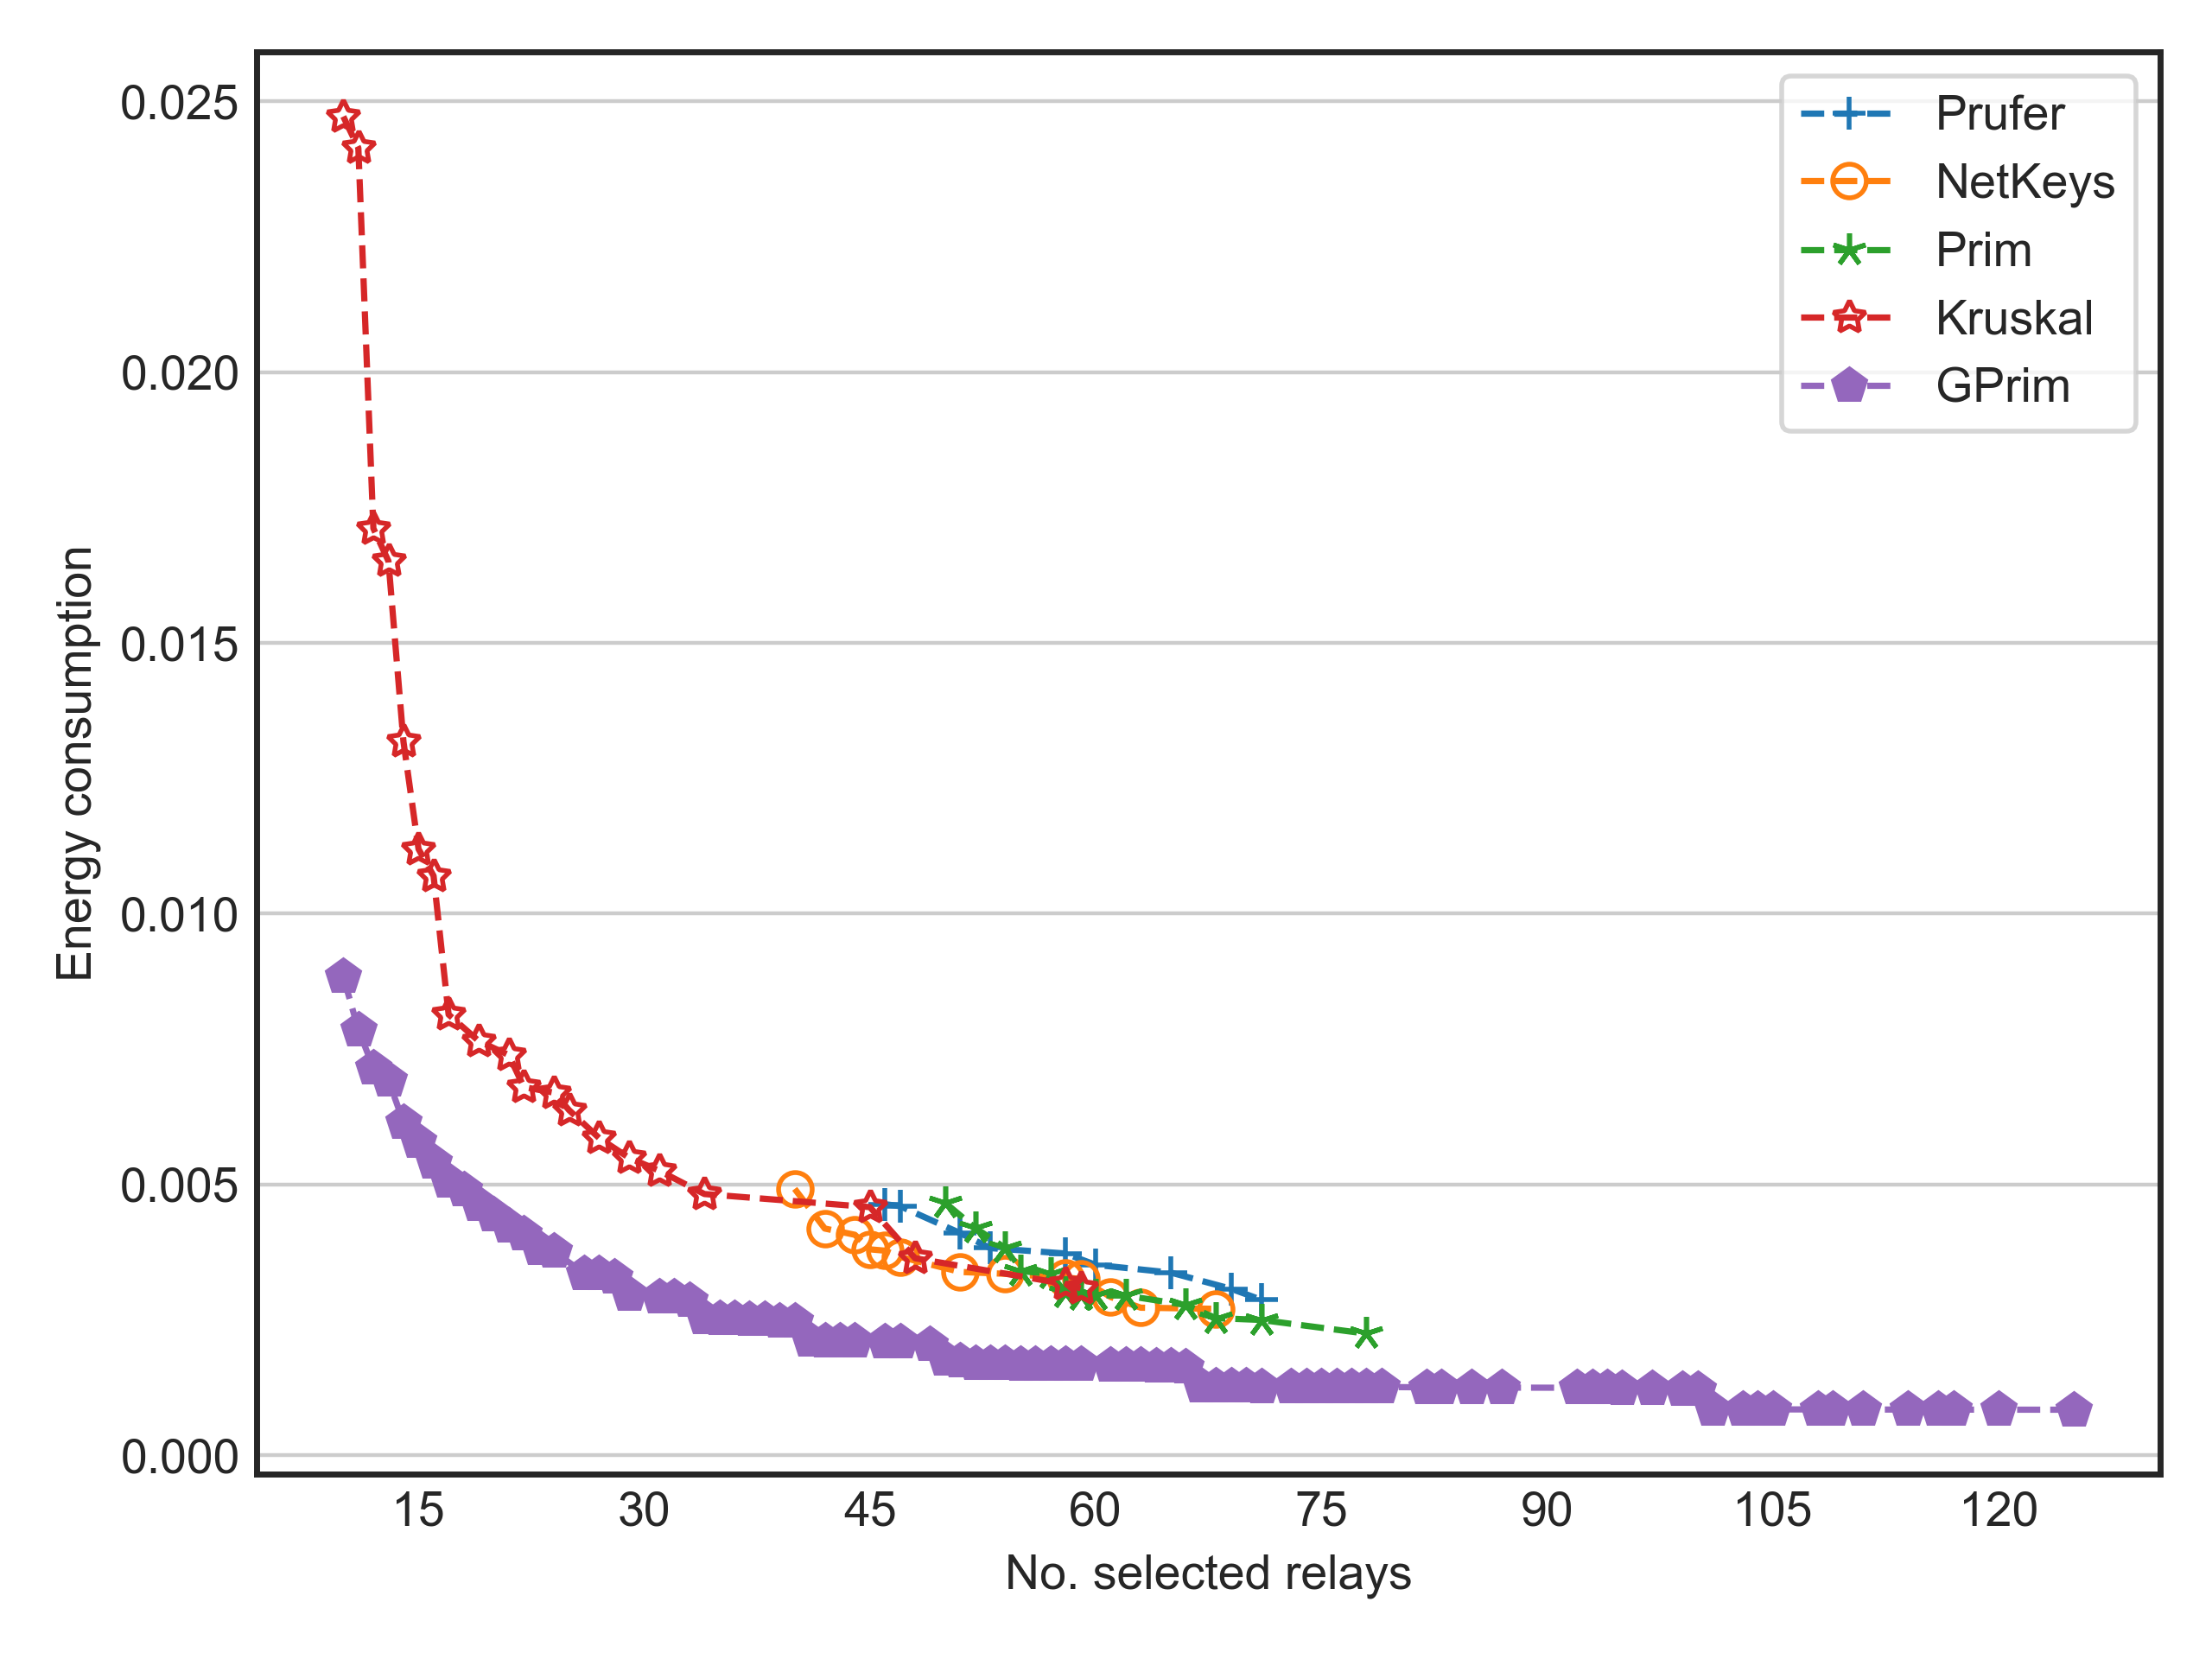 0.025
0.020
0.015
0.010
0.005
0.000
Energy consumption
15 30 45 60 75 90 105 120
No. selected relays
Prufer
NetKeys
Prim
Kruskal
GPrim